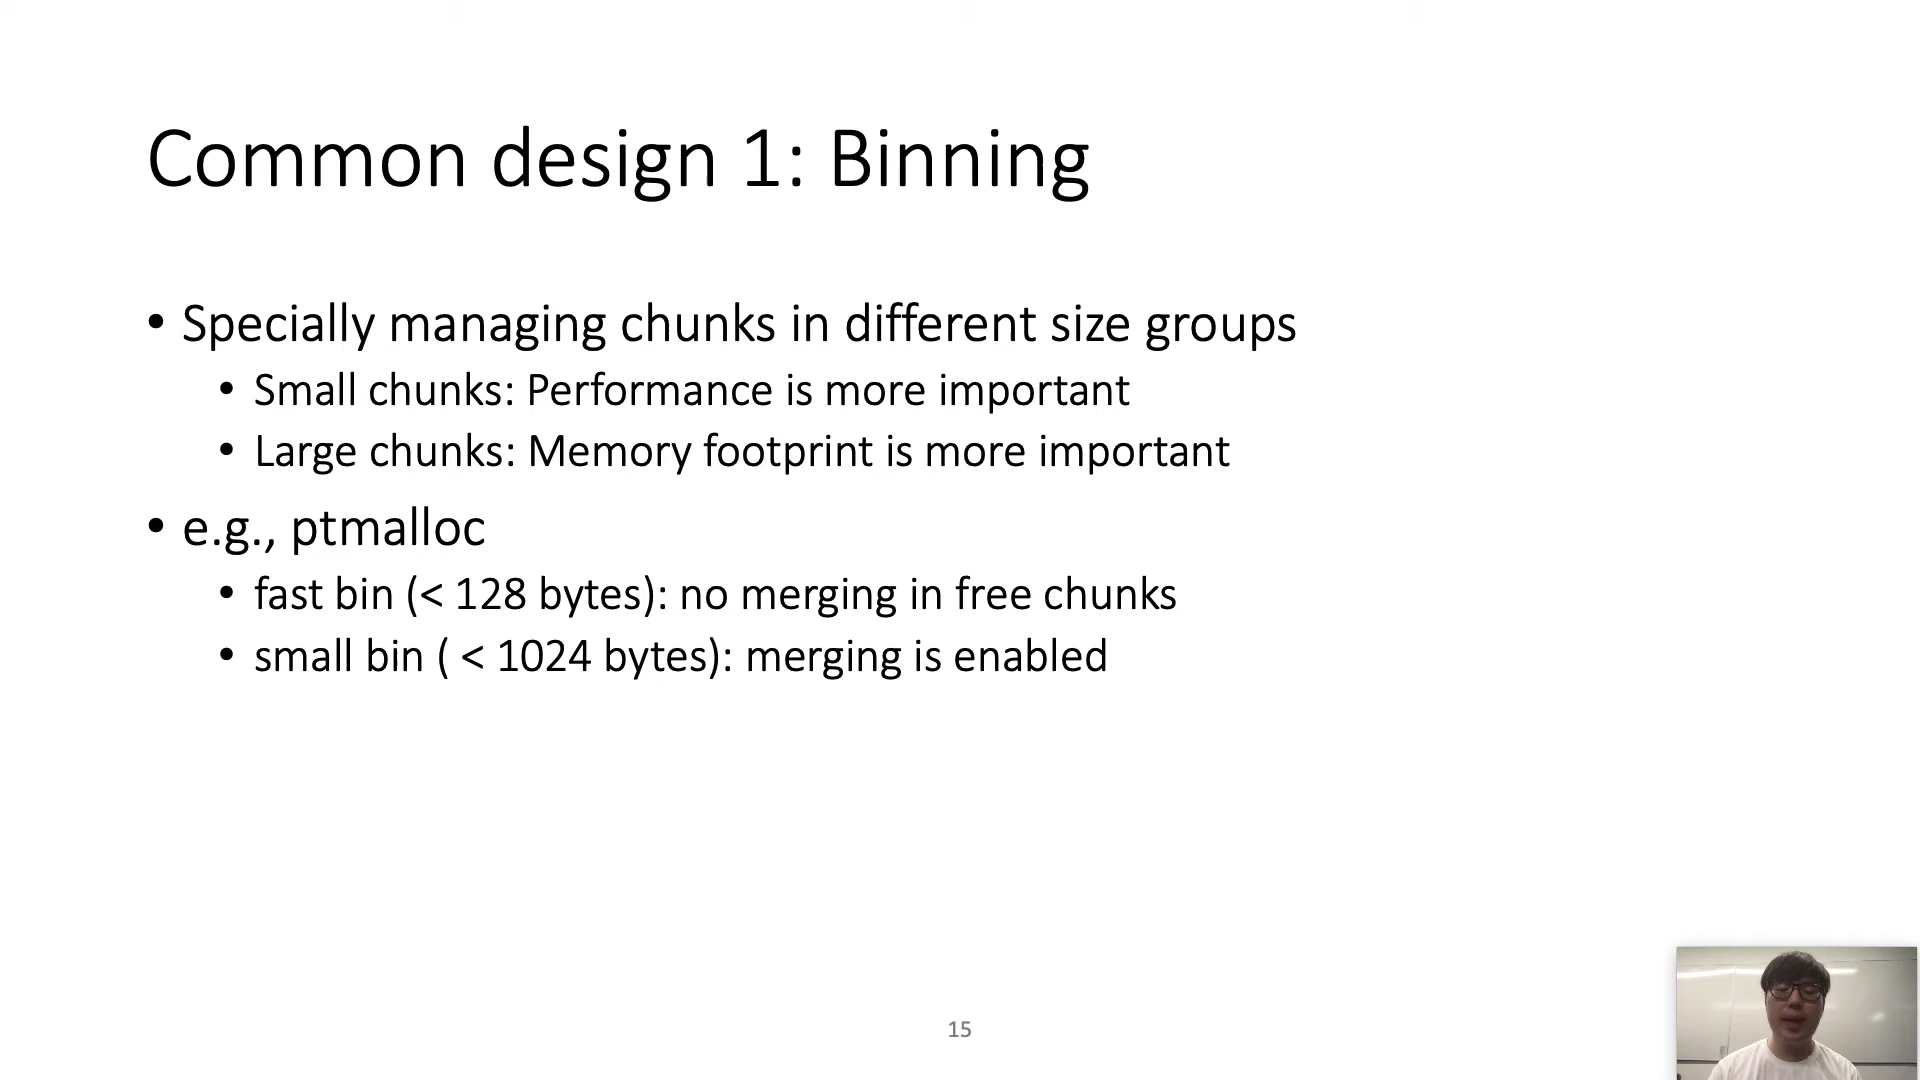 Common design 1: Binning
• Specially managing chunks in different size groups
• Small chunks: Performance is more important
• Large chunks: Memory footprint is more important
• e.g., ptmalloc
• fast bin (< 128 bytes): no merging in free chunks
• small bin ( < 1024 bytes): merging is enabled
15